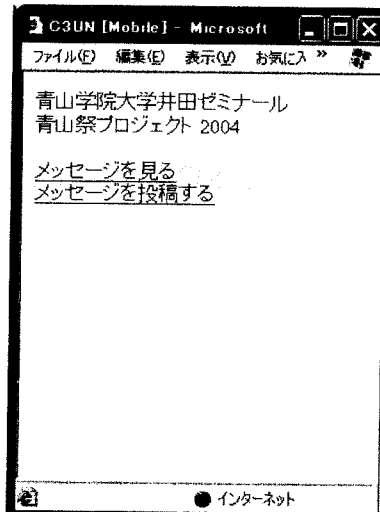 C3UN [Mobile] - Microsoft
ファイル(F) 編集(E) 表示(V) お気に入 »
青山学院大学井田ゼミナール
青山祭プロジェクト 2004
メッセージを見る
メッセージを投稿する
インターネット